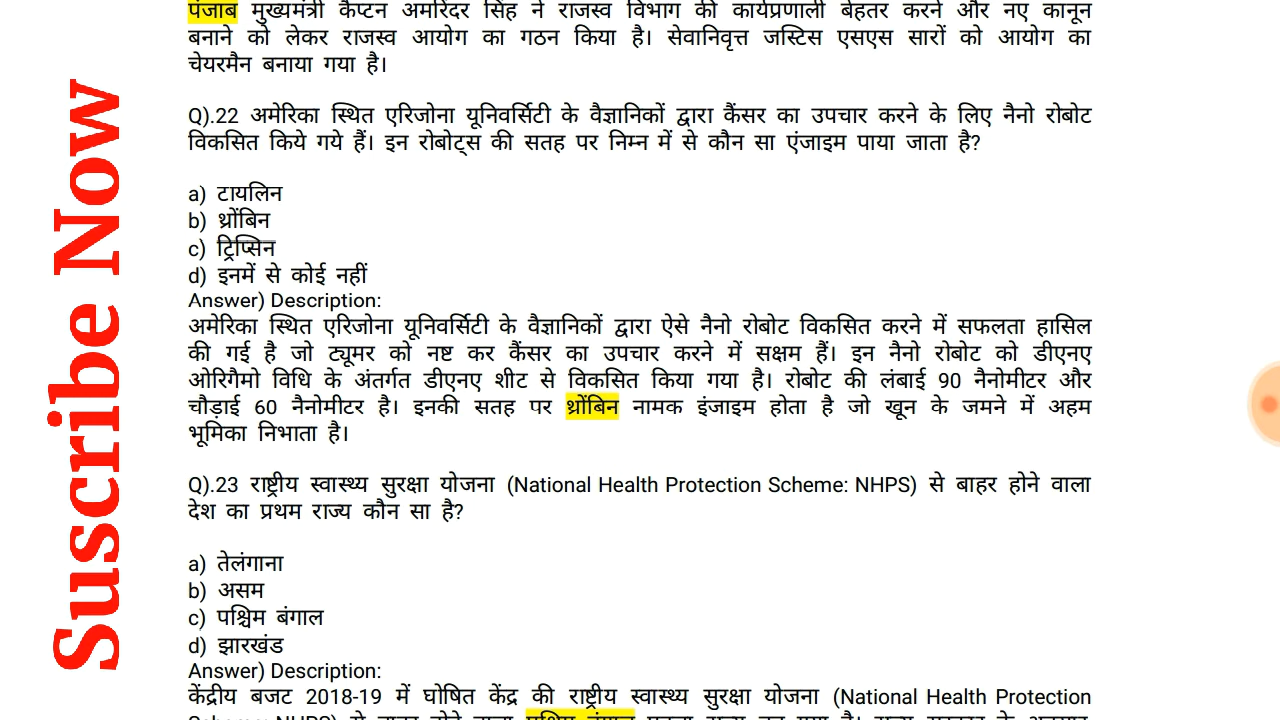 पंजाब मुख्यमंत्री कैप्टन अमरिंदर सिंह ने राजस्व विभाग की कार्यप्रणाली बेहतर करने और नए कानून
बनाने को लेकर राजस्व आयोग का गठन किया है। सेवानिवृत्त जस्टिस एसएस सारों को आयोग का
चेयरमैन बनाया गया है।
Q).22 अमेरिका स्थित एरिजोना यूनिवर्सिटी के वैज्ञानिकों द्वारा कैंसर का उपचार करने के लिए नैनो रोबोट
विकसित किये गये हैं। इन रोबोट्स की सतह पर निम्न में से कौन सा एंजाइम पाया जाता है?
a) टायलिन
b) थ्रोंबिन
c) ट्रिप्सिन
d) इनमें से कोई नहीं
Answer) Description:
अमेरिका स्थित एरिजोना यूनिवर्सिटी के वैज्ञानिकों द्वारा ऐसे नैनो रोबोट विकसित करने में सफलता हासिल
की गई है जो ट्यूमर को नष्ट कर कैंसर का उपचार करने में सक्षम हैं। इन नैनो रोबोट को डीएनए
ओरिगैमो विधि के अंतर्गत डीएनए शीट से विकसित किया गया है। रोबोट की लंबाई 90 नैनोमीटर और
चौड़ाई 60 नैनोमीटर है। इनकी सतह पर थ्रोंबिन नामक इंजाइम होता है जो खून के जमने में अहम
भूमिका निभाता है।
Q).23 राष्ट्रीय स्वास्थ्य सुरक्षा योजना (National Health Protection Scheme: NHPS) से बाहर होने वाला
देश का प्रथम राज्य कौन सा है?
a) तेलंगाना
b) असम
c) पश्चिम बंगाल
d) झारखंड
Answer) Description:
केंद्रीय बजट 2018-19 में घोषित केंद्र की राष्ट्रीय स्वास्थ्य सुरक्षा योजना (National Health Protection
Suscribe Now